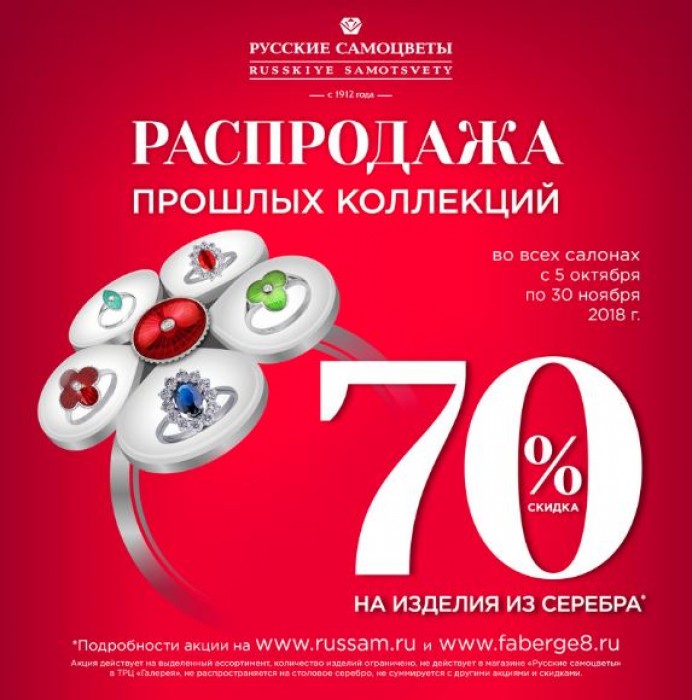 РУССКИЕ САМОЦВЕТЫ
RUSSKIYE SAMOTSVETY
с 1912 года
РАСПРОДАЖА
ПРОШЛЫХ КОЛЛЕКЦИЙ
во всех салонах
с 5 октября
по 30 ноября
2018 г.
70%
СКИДКА
НА ИЗДЕЛИЯ ИЗ СЕРЕБРА*
*Подробности акции на www.russam.ru и www.faberge8.ru
Акция действует на выделенный ассортимент, количество изделий ограничено, не действует в магазине «Русские самоцветы»
в ТРЦ «Галерея», не распространяется на столовое серебро, не суммируется с другими акциями и скидками.